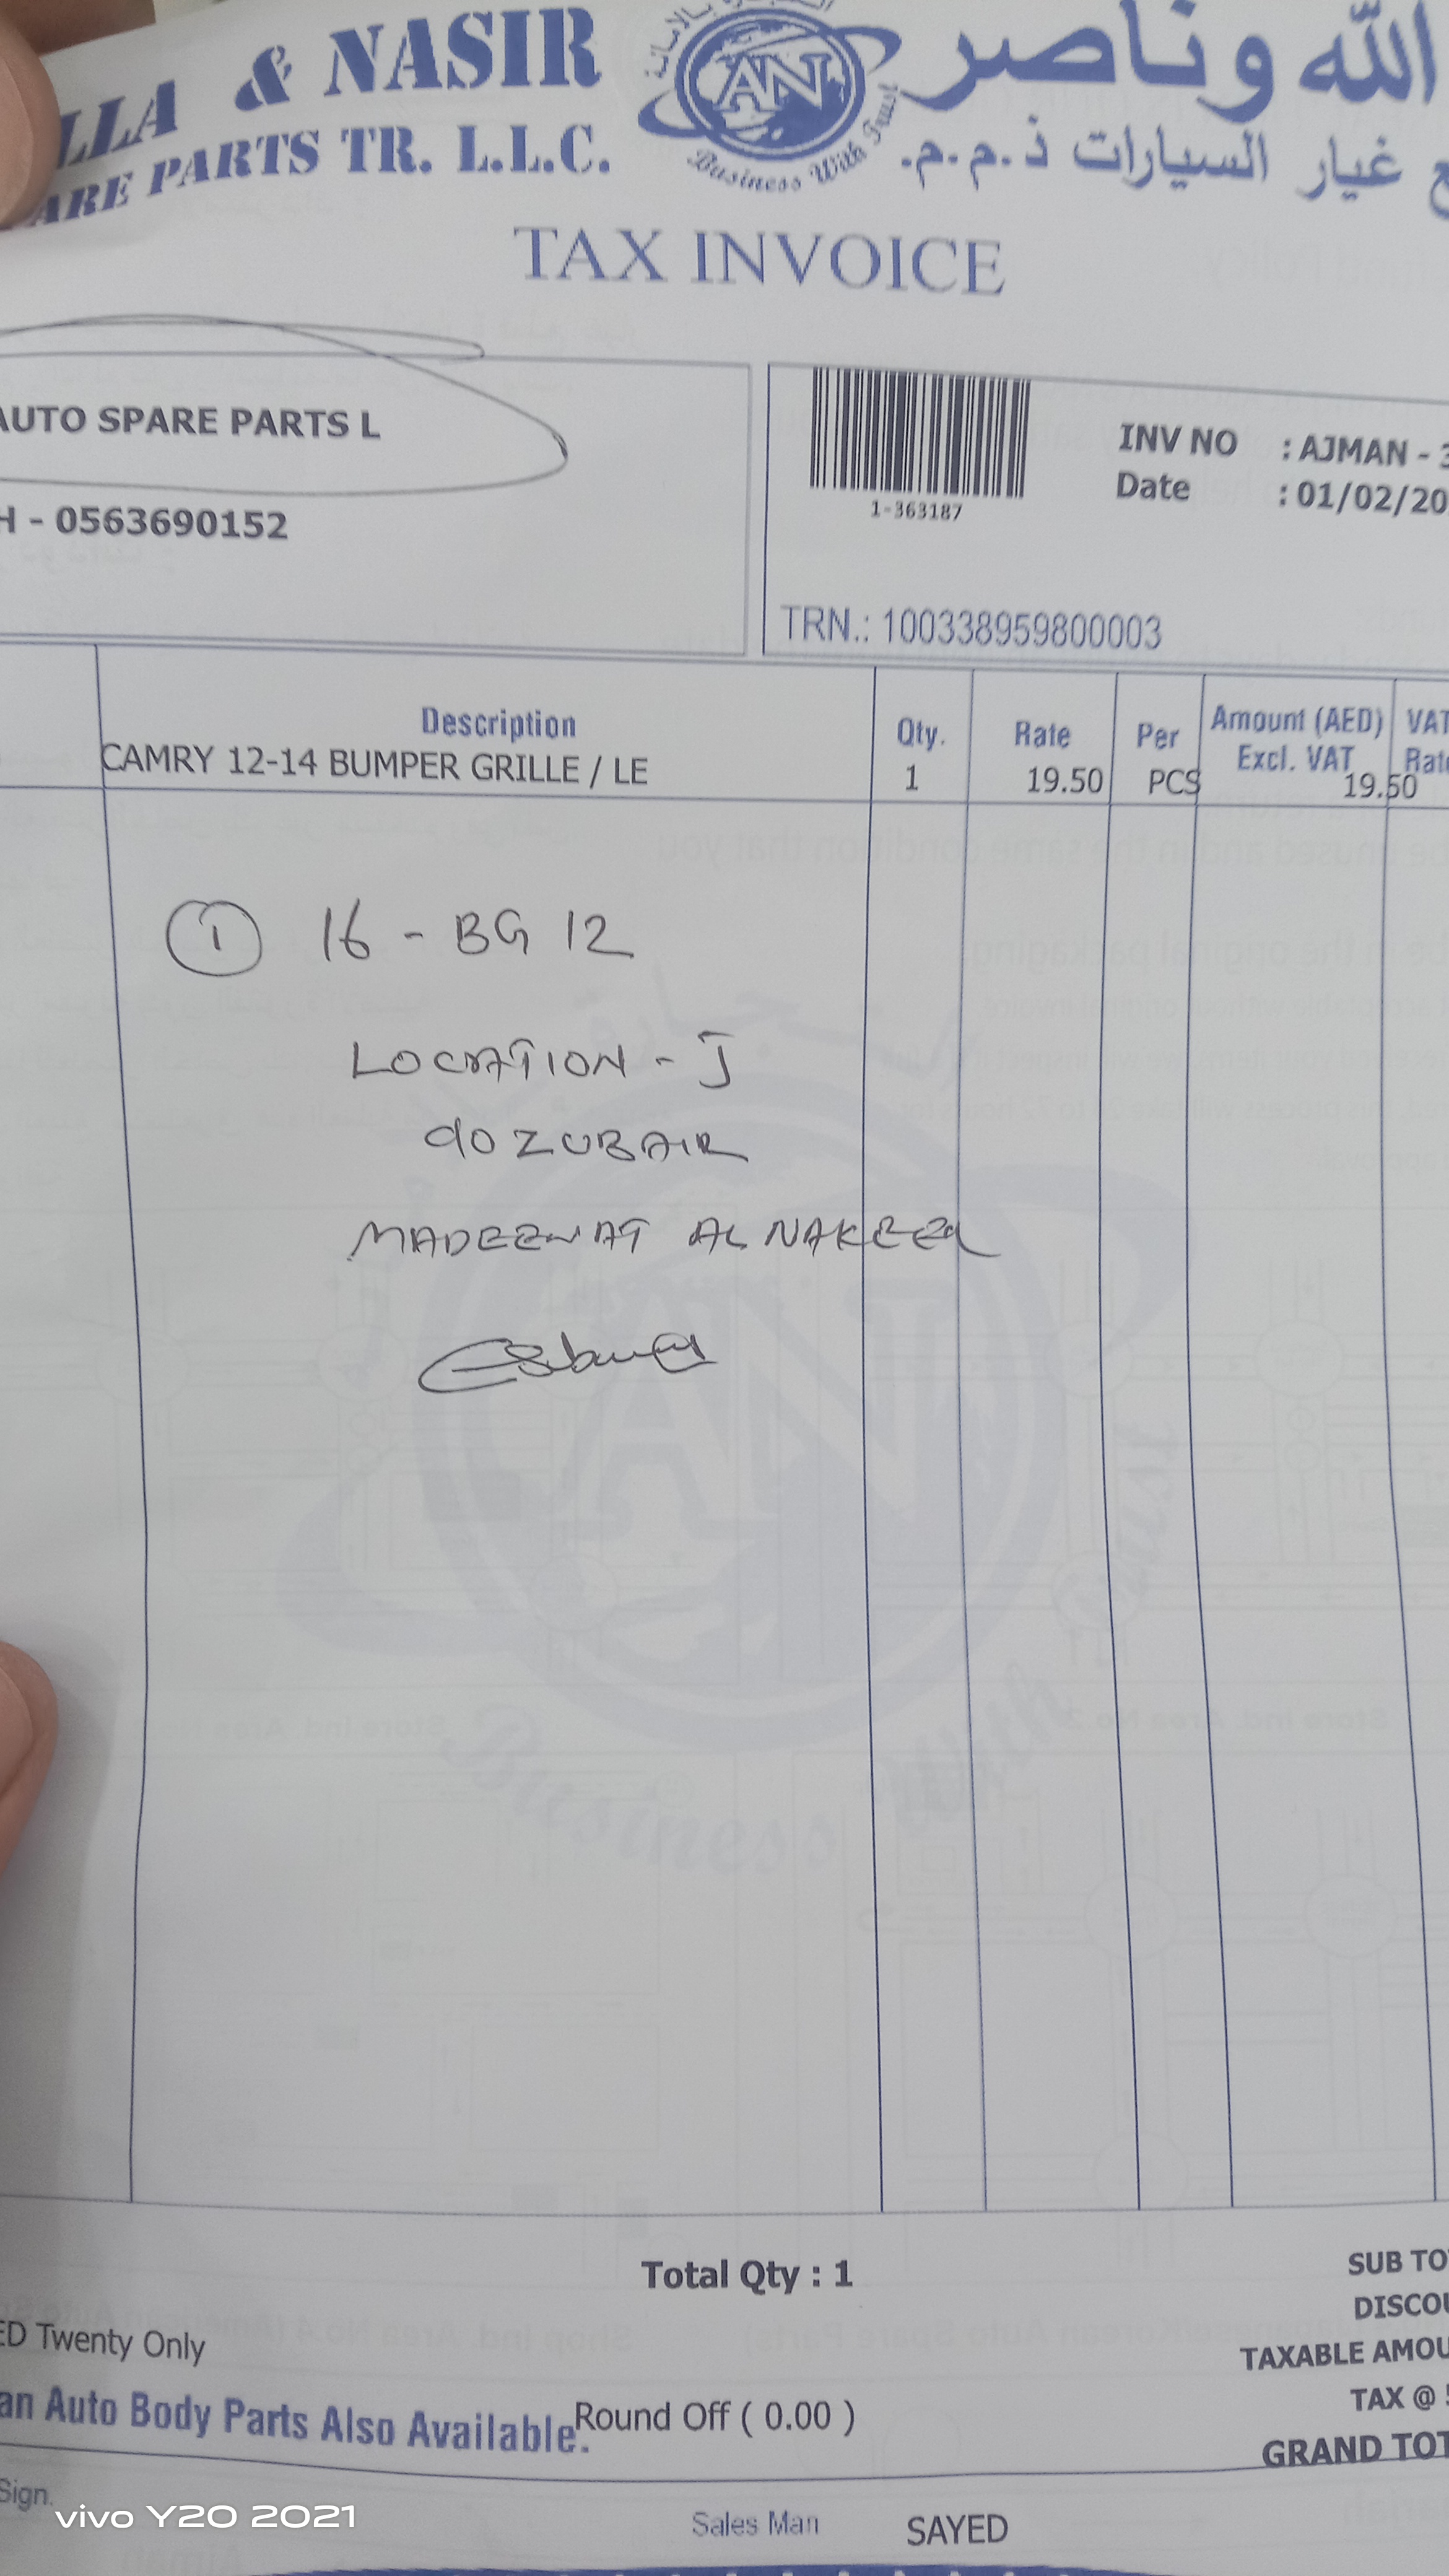 LLA & NASIR
ARE PARTS TR. L.L.C.
AN
Business With Trust
الله وناصر
غيار السيارات ذ.م.م.
TAX INVOICE
AUTO SPARE PARTS L
H - 0563690152
1-363187
INV NO : AJMAN - 3
Date : 01/02/20
TRN.: 100338959800003
Description Qty. Rate Per Amount (AED) Excl. VAT VAT Rate
CAMRY 12-14 BUMPER GRILLE / LE 1 19.50 PCS 19.50
1 16 - BG 12
LOCATION - J
90 ZUBAIR
MADEENAT AL NAKEEL
Total Qty : 1
SUB TO
DISCOU
ED Twenty Only
TAXABLE AMOU
TAX @ 5
an Auto Body Parts Also Available.
Round Off ( 0.00 )
GRAND TOT
Sign.
Sales Man SAYED
vivo Y20 2021